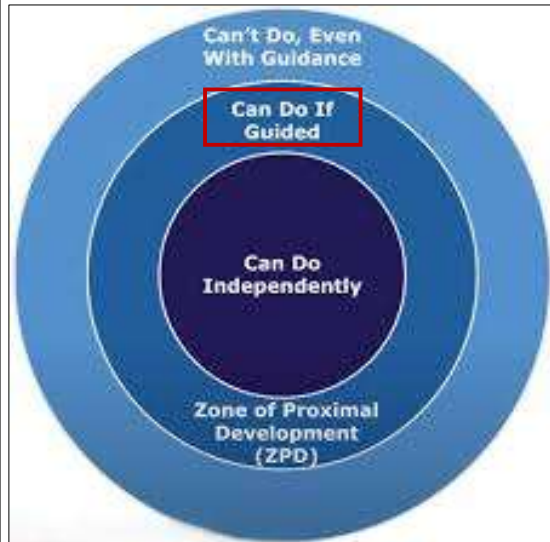 Can't Do, Even
With Guidance
Can Do If
Guided
Can Do
Independently
Zone of Proximal
Development
(ZPD)